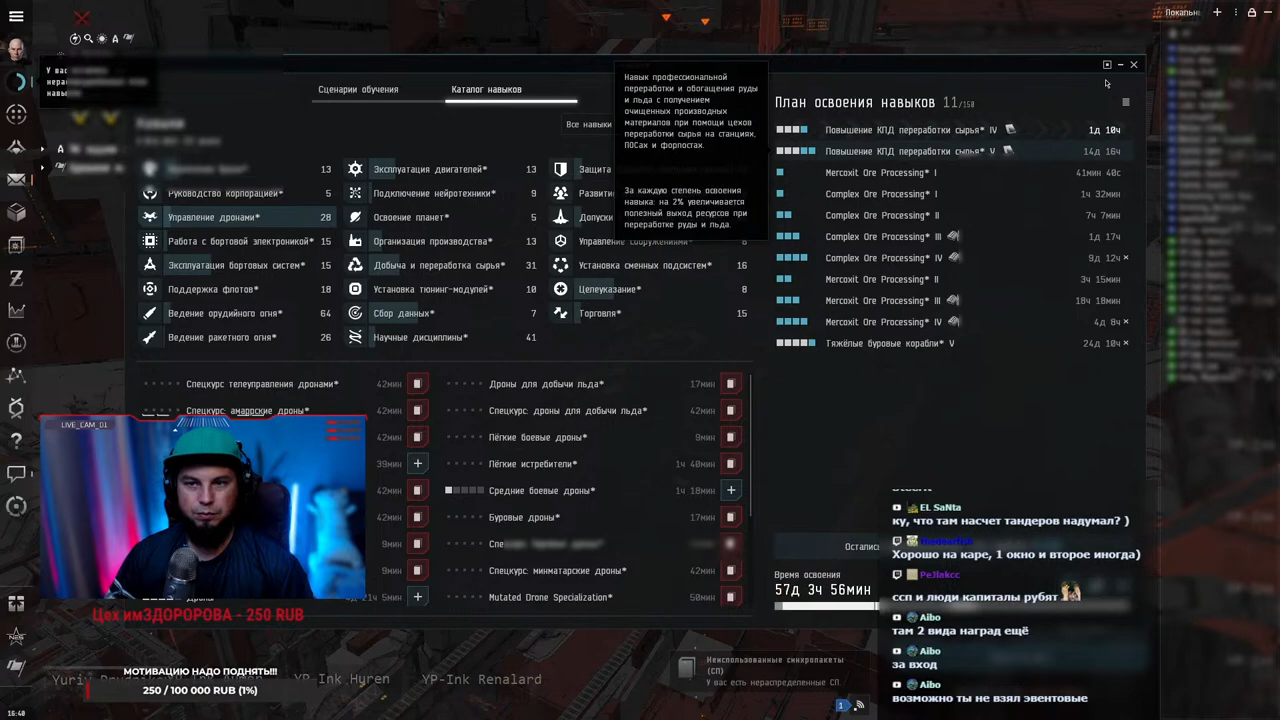 Локальн
A
Сценарии обучения
Каталог навыков
Все навыки
Эксплуатация двигателей*
13
13
Защита
Руководство корпорацией*
5
Подключение нейротехники*
9
Управление дронами*
28
Освоение планет*
5
Допуски
Работа с бортовой электроникой*
15
Организация производства*
13
Эксплуатация бортовых систем*
15
Добыча и переработка сырья*
31
Установка сменных подсистем*
16
Поддержка флотов*
18
Установка тюнинг-модулей*
10
Целеуказание*
8
Ведение орудийного огня*
64
Сбор данных*
7
Торговля*
15
Ведение ракетного огня*
26
Научные дисциплины*
41
Навык профессиональной
переработки и обогащения руды
и льда с получением
очищенных производных
материалов при помощи цехов
переработки сырья на станциях,
ПОСах и форпостах.
За каждую степень освоения
навыка: на 2% увеличивается
полезный выход ресурсов при
переработке руды и льда.
План освоения навыков 11/150
Повышение КПД переработки сырья* IV
1д 10ч
Повышение КПД переработки сырья* V
14д 16ч
Mercoxit Ore Processing* I
41мин 40с
Complex Ore Processing* I
1ч 32мин
Complex Ore Processing* II
7ч 7мин
Complex Ore Processing* III
1д 17ч
Complex Ore Processing* IV
9д 12ч ×
Mercoxit Ore Processing* II
3ч 15мин
Mercoxit Ore Processing* III
18ч 18мин
Mercoxit Ore Processing* IV
4д 8ч ×
Тяжёлые буровые корабли* V
24д 10ч ×
Спецкурс телеуправления дронами*
42мин
Дроны для добычи льда*
17мин
Спецкурс: амаррские дроны*
42мин
Спецкурс: дроны для добычи льда*
42мин
42мин
Лёгкие боевые дроны*
9мин
39мин
Лёгкие истребители*
1ч 40мин
42мин
Средние боевые дроны*
1ч 18мин
42мин
Буровые дроны*
17мин
9мин
9мин
Спецкурс: минматарские дроны*
42мин
Mutated Drone Specialization*
50мин
Время освоения
57д 3ч 56мин
LIVE_CAM_01
Цех имЗДОРОРОВА - 250 RUB
МОТИВАЦИЮ НАДО ПОДНЯТЬ!!!
250 / 100 000 RUB (1%)
YP-Ink Huren
YP-Ink Renalard
Неиспользованные синхропакеты
(СП)
У вас есть нераспределённые СП.
1
EL SaNta
ку, что там насчет тандеров надумал? )
Хорошо на каре, 1 окно и второе иногда)
PeJlakcc
ссп и люди капиталы рубят
Aibo
там 2 вида наград ещё
Aibo
за вход
Aibo
возможно ты не взял эвентовые
16:40